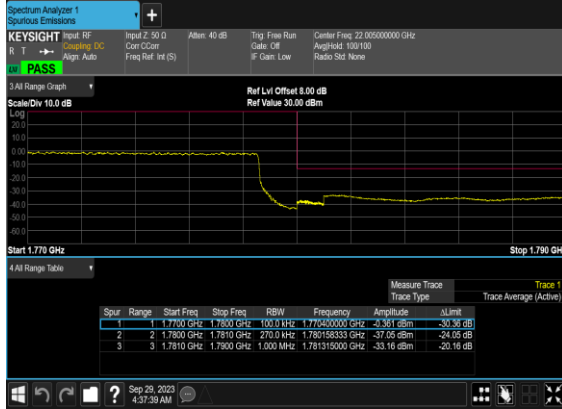 Spectrum Analyzer 1
Spurious Emissions
KEYSIGHT
R T
PASS
Input: RF
Coupling: DC
Align: Auto
Input Z: 50 Ω
Corr CCorr
Freq Ref: Int (S)
Atten: 40 dB
Trig: Free Run
Gate: Off
IF Gain: Low
Center Freq: 22.005000000 GHz
Avg|Hold: 100/100
Radio Std: None
3 All Range Graph
Scale/Div 10.0 dB
Ref Lvl Offset 8.00 dB
Ref Value 30.00 dBm
Log
20.0
10.0
0.00
-10.0
-20.0
-30.0
-40.0
-50.0
-60.0
Start 1.770 GHz
Stop 1.790 GHz
4 All Range Table
Measure Trace Trace 1
Trace Type Trace Average (Active)
Spur Range Start Freq Stop Freq RBW Frequency Amplitude ΔLimit
1 1 1.7700 GHz 1.7800 GHz 100.0 kHz 1.770400000 GHz -0.361 dBm -30.36 dB
2 2 1.7800 GHz 1.7810 GHz 270.0 kHz 1.780158333 GHz -37.05 dBm -24.05 dB
3 3 1.7810 GHz 1.7900 GHz 1.000 MHz 1.781315000 GHz -33.16 dBm -20.16 dB
Sep 29, 2023
4:37:39 AM